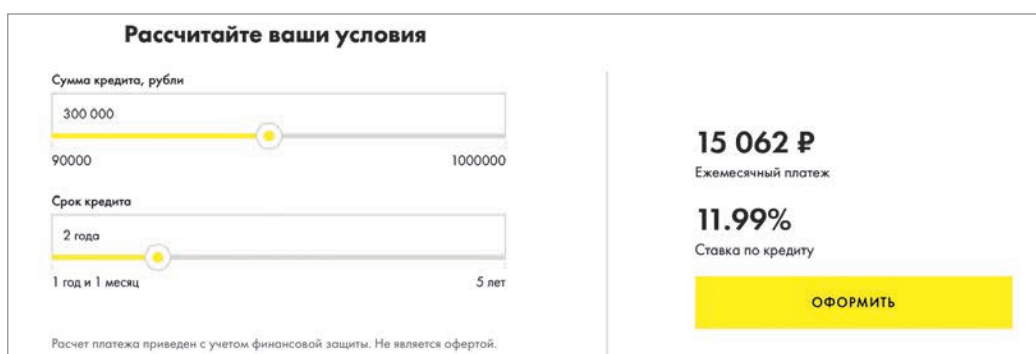 Рассчитайте ваши условия
Сумма кредита, рубли
300 000
90000 1000000
Срок кредита
2 года
1 год и 1 месяц 5 лет
Расчет платежа приведен с учетом финансовой защиты. Не является офертой.
15 062 ₽
Ежемесячный платеж
11.99%
Ставка по кредиту
ОФОРМИТЬ